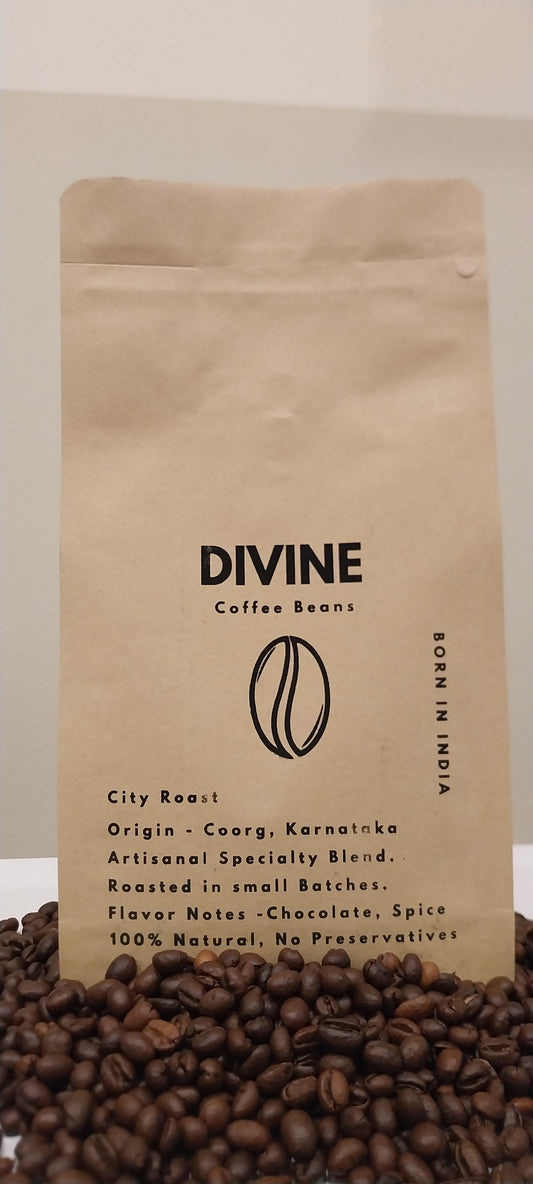 DIVINE
Coffee Beans
BORN IN INDIA
City Roast
Origin - Coorg, Karnataka
Artisanal Specialty Blend.
Roasted in small Batches.
Flavor Notes -Chocolate, Spice
100% Natural, No Preservatives